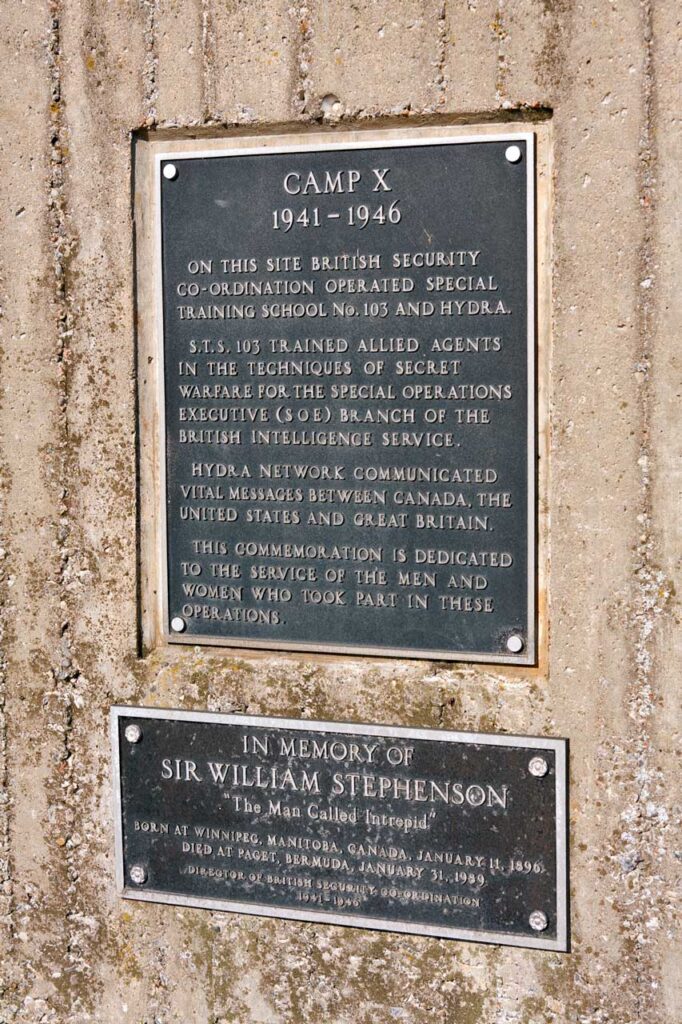 CAMP X
1941-1946
ON THIS SITE BRITISH SECURITY
CO-ORDINATION OPERATED SPECIAL
TRAINING SCHOOL No. 103 AND HYDRA.
S.T.S. 103 TRAINED ALLIED AGENTS
IN THE TECHNIQUES OF SECRET
WARFARE FOR THE SPECIAL OPERATIONS
EXECUTIVE (SOE) BRANCH OF THE
BRITISH INTELLIGENCE SERVICE.
HYDRA NETWORK COMMUNICATED
VITAL MESSAGES BETWEEN CANADA, THE
UNITED STATES AND GREAT BRITAIN.
THIS COMMEMORATION IS DEDICATED
TO THE SERVICE OF THE MEN AND
WOMEN WHO TOOK PART IN THESE
OPERATIONS.
IN MEMORY OF
SIR WILLIAM STEPHENSON
"The Man Called Intrepid"
BORN AT WINNIPEG, MANITOBA, CANADA, JANUARY 11, 1896
DIED AT PAGET, BERMUDA, JANUARY 31, 1989
DIRECTOR OF BRITISH SECURITY CO-ORDINATION
1941-1946